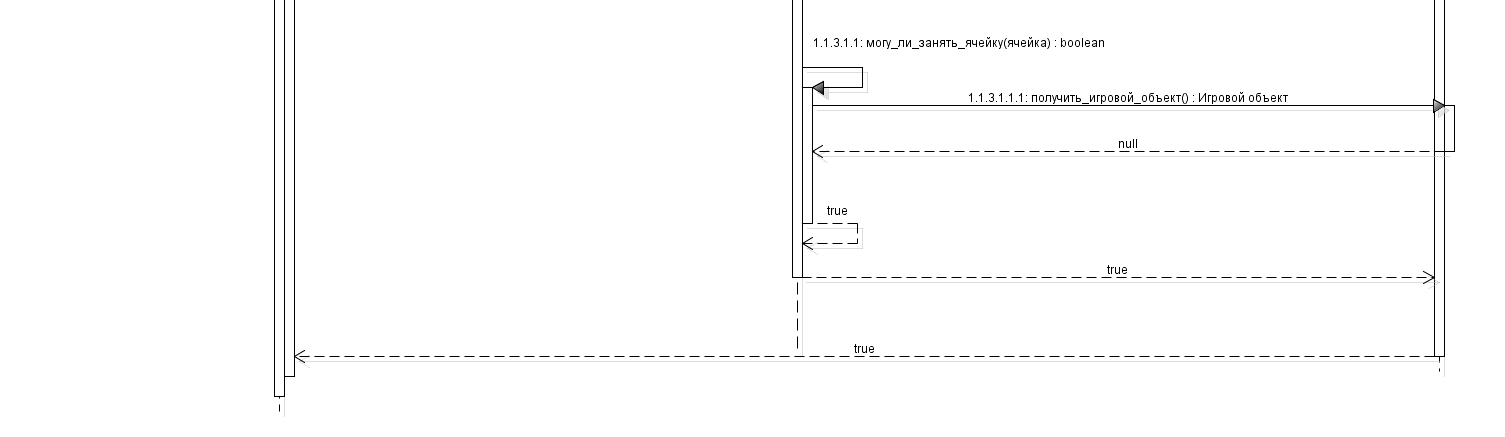 1.1.3.1.1: могу_ли_занять_ячейку(ячейка) : boolean
1.1.3.1.1.1: получить_игровой_объект() : Игровой объект
null
true
true
true